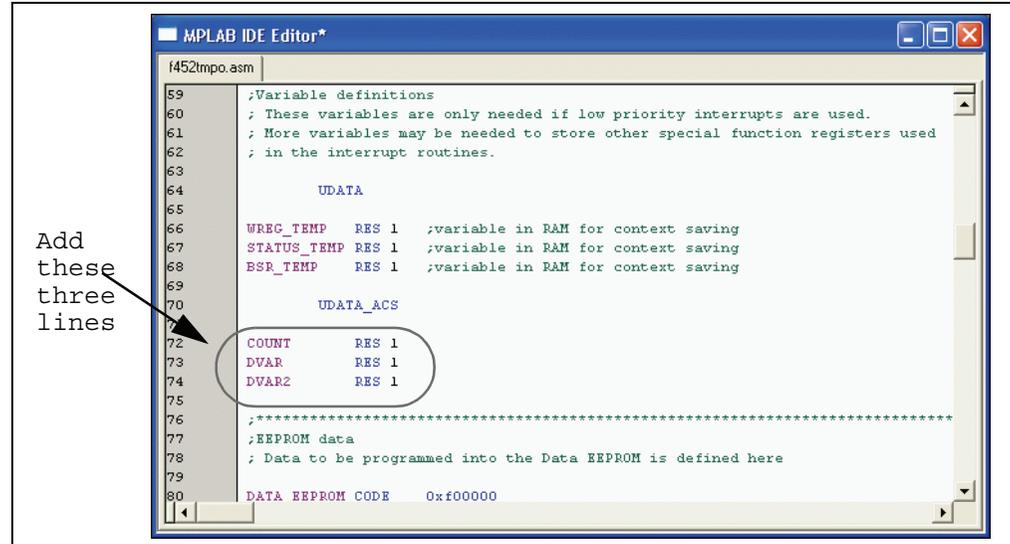 MPLAB IDE Editor*
f452tmpo.asm
59 ;Variable definitions
60 ; These variables are only needed if low priority interrupts are used.
61 ; More variables may be needed to store other special function registers used
62 ; in the interrupt routines.
63
64 UDATA
65
66 WREG_TEMP RES 1 ;variable in RAM for context saving
67 STATUS_TEMP RES 1 ;variable in RAM for context saving
68 BSR_TEMP RES 1 ;variable in RAM for context saving
69
70 UDATA_ACS
72 COUNT RES 1
73 DVAR RES 1
74 DVAR2 RES 1
75
76 ;******************************************************************************
77 ;EEPROM data
78 ; Data to be programmed into the Data EEPROM is defined here
79
80 DATA_EEPROM CODE 0xf00000
Add
these
three
lines